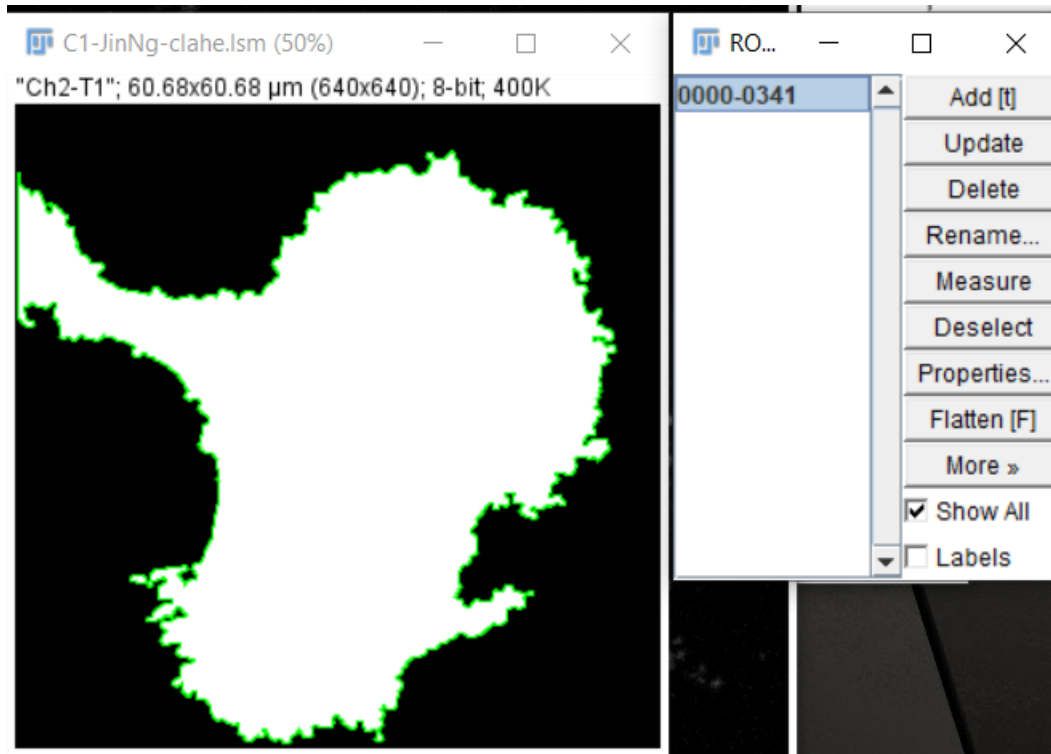 C1-JinNg-clahe.lsm (50%)
"Ch2-T1"; 60.68x60.68 µm (640x640); 8-bit; 400K
RO...
0000-0341
Add [t]
Update
Delete
Rename...
Measure
Deselect
Properties...
Flatten [F]
More »
Show All
Labels